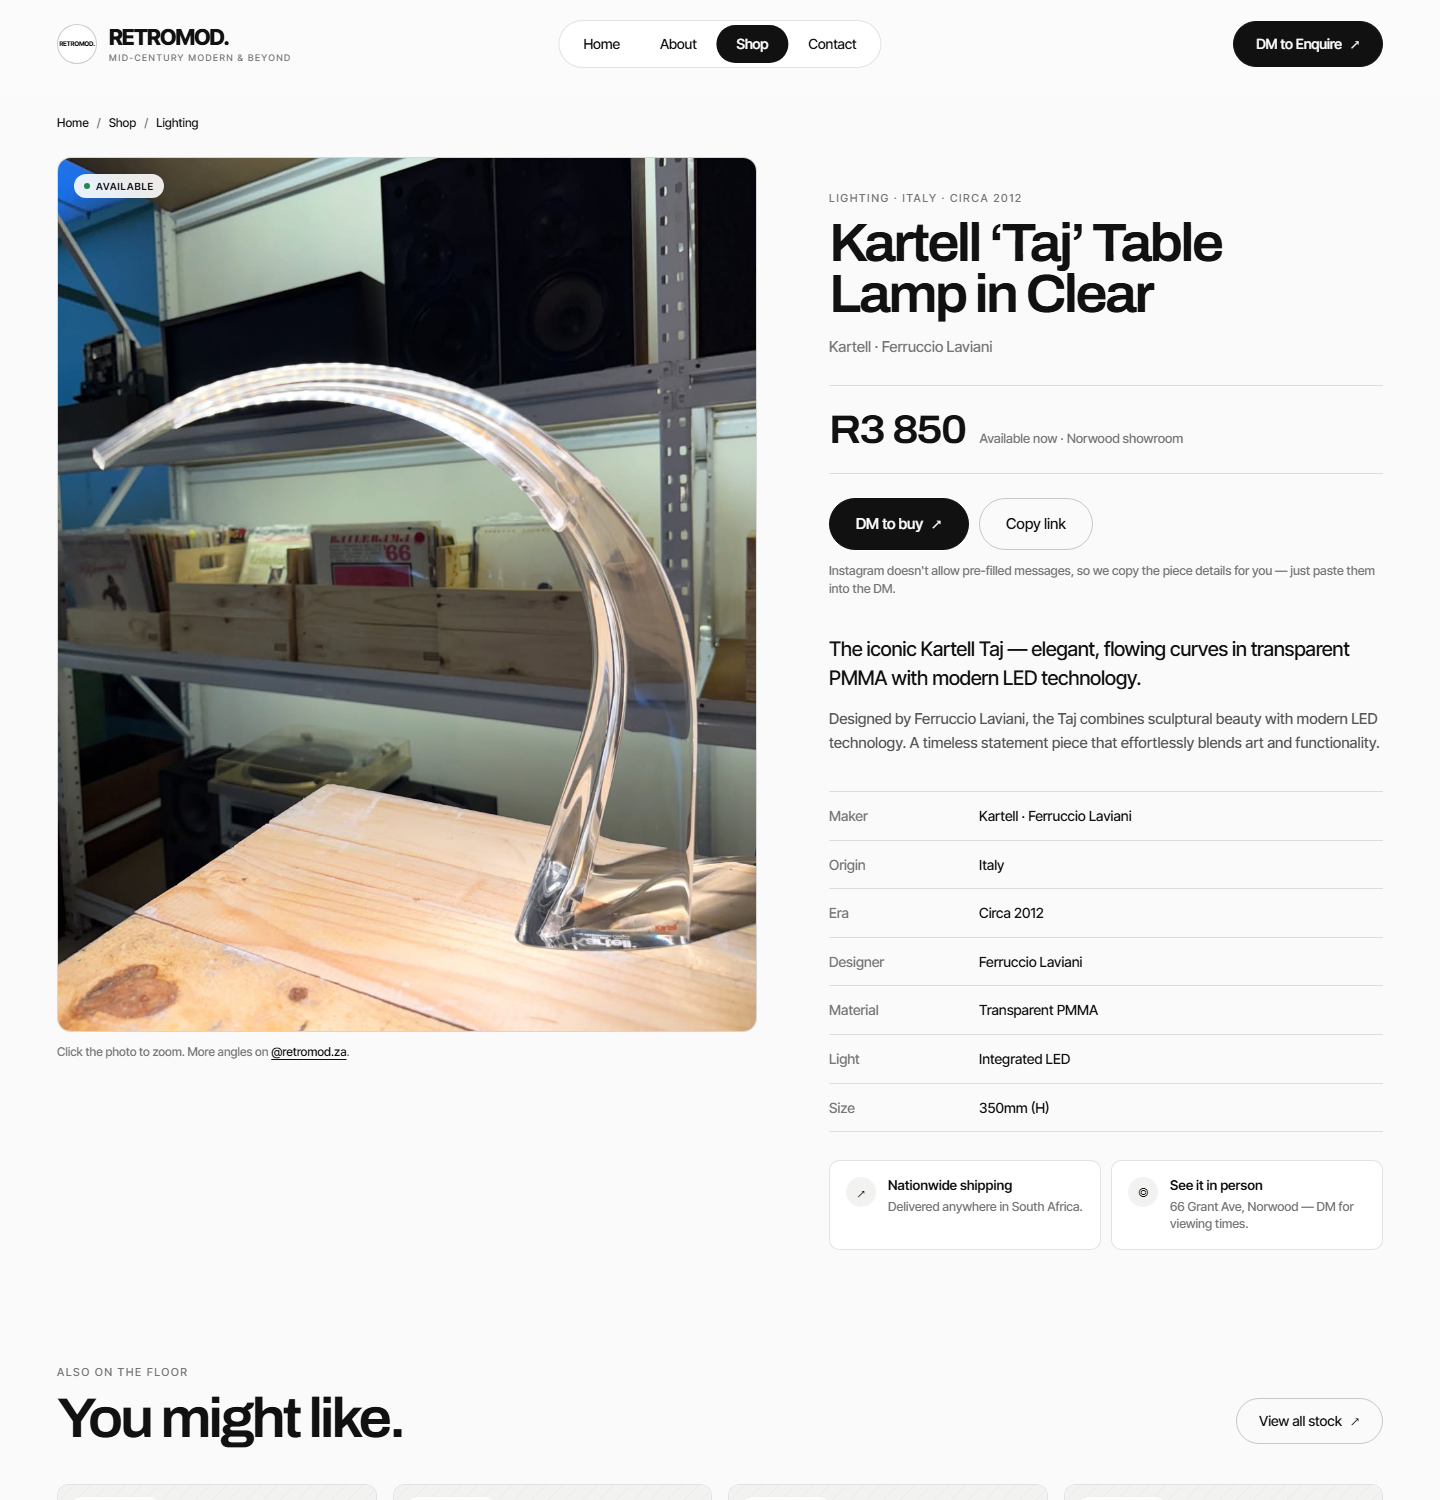 RETROMOD.
RETROMOD.
MID-CENTURY MODERN & BEYOND
Home
About
Shop
Contact
DM to Enquire ↗
Home / Shop / Lighting
AVAILABLE
'66
Kartell
LIGHTING · ITALY · CIRCA 2012
Kartell ‘Taj’ Table
Lamp in Clear
Kartell · Ferruccio Laviani
R3 850
Available now · Norwood showroom
DM to buy ↗
Copy link
Instagram doesn't allow pre-filled messages, so we copy the piece details for you — just paste them
into the DM.
The iconic Kartell Taj — elegant, flowing curves in transparent
PMMA with modern LED technology.
Designed by Ferruccio Laviani, the Taj combines sculptural beauty with modern LED
technology. A timeless statement piece that effortlessly blends art and functionality.
Maker Kartell · Ferruccio Laviani
Origin Italy
Era Circa 2012
Designer Ferruccio Laviani
Material Transparent PMMA
Light Integrated LED
Size 350mm (H)
Click the photo to zoom. More angles on @retromod.za.
↗ Nationwide shipping
Delivered anywhere in South Africa.
◎ See it in person
66 Grant Ave, Norwood — DM for
viewing times.
ALSO ON THE FLOOR
You might like.
View all stock ↗